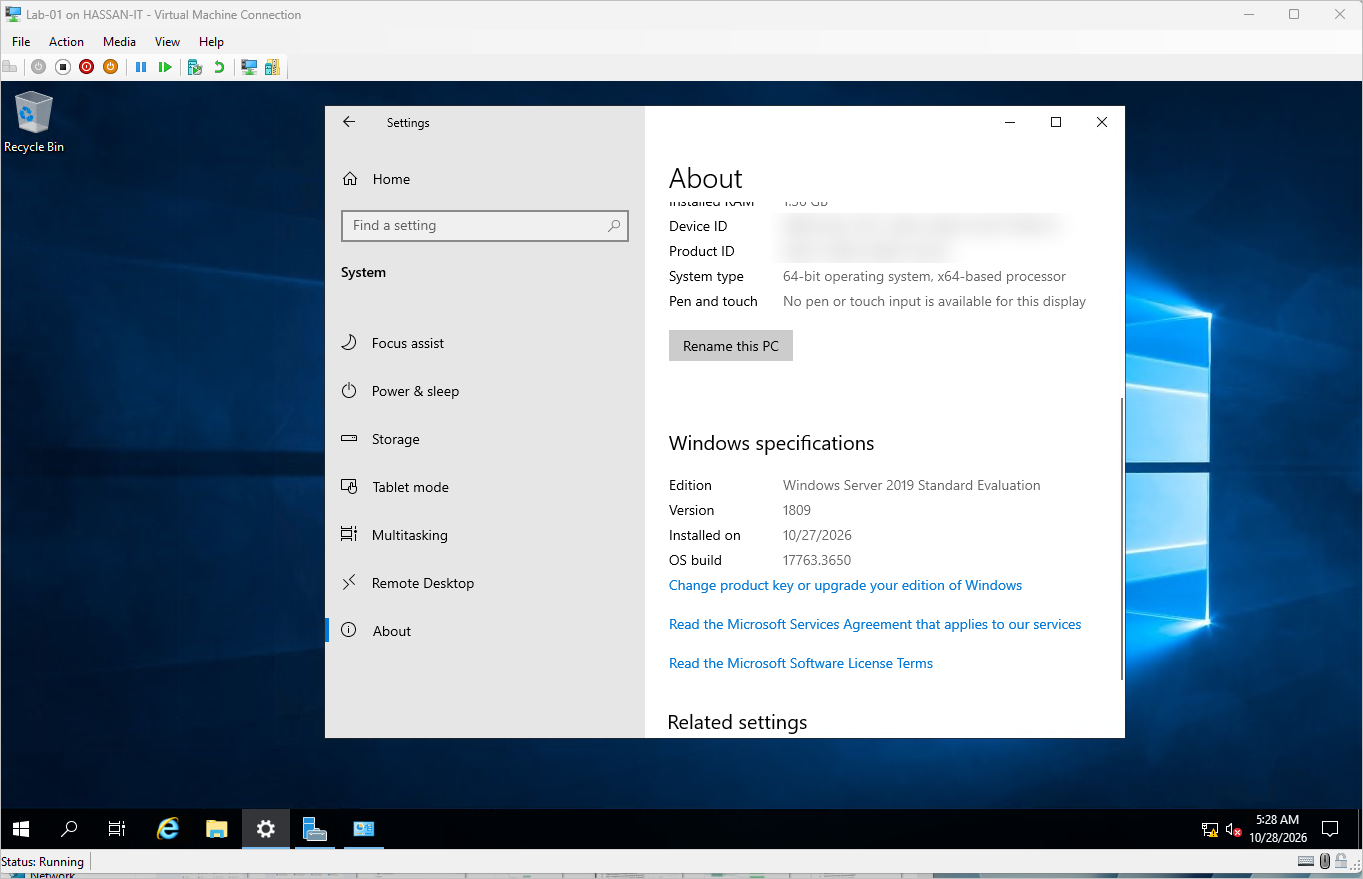 Lab-01 on HASSAN-IT - Virtual Machine Connection
File Action Media View Help
Recycle Bin
Settings
Home
Find a setting
System
Focus assist
Power & sleep
Storage
Tablet mode
Multitasking
Remote Desktop
About
About
Installed RAM
Device ID
Product ID
System type 64-bit operating system, x64-based processor
Pen and touch No pen or touch input is available for this display
Rename this PC
Windows specifications
Edition Windows Server 2019 Standard Evaluation
Version 1809
Installed on 10/27/2026
OS build 17763.3650
Change product key or upgrade your edition of Windows
Read the Microsoft Services Agreement that applies to our services
Read the Microsoft Software License Terms
Related settings
5:28 AM
10/28/2026
Status: Running
Network